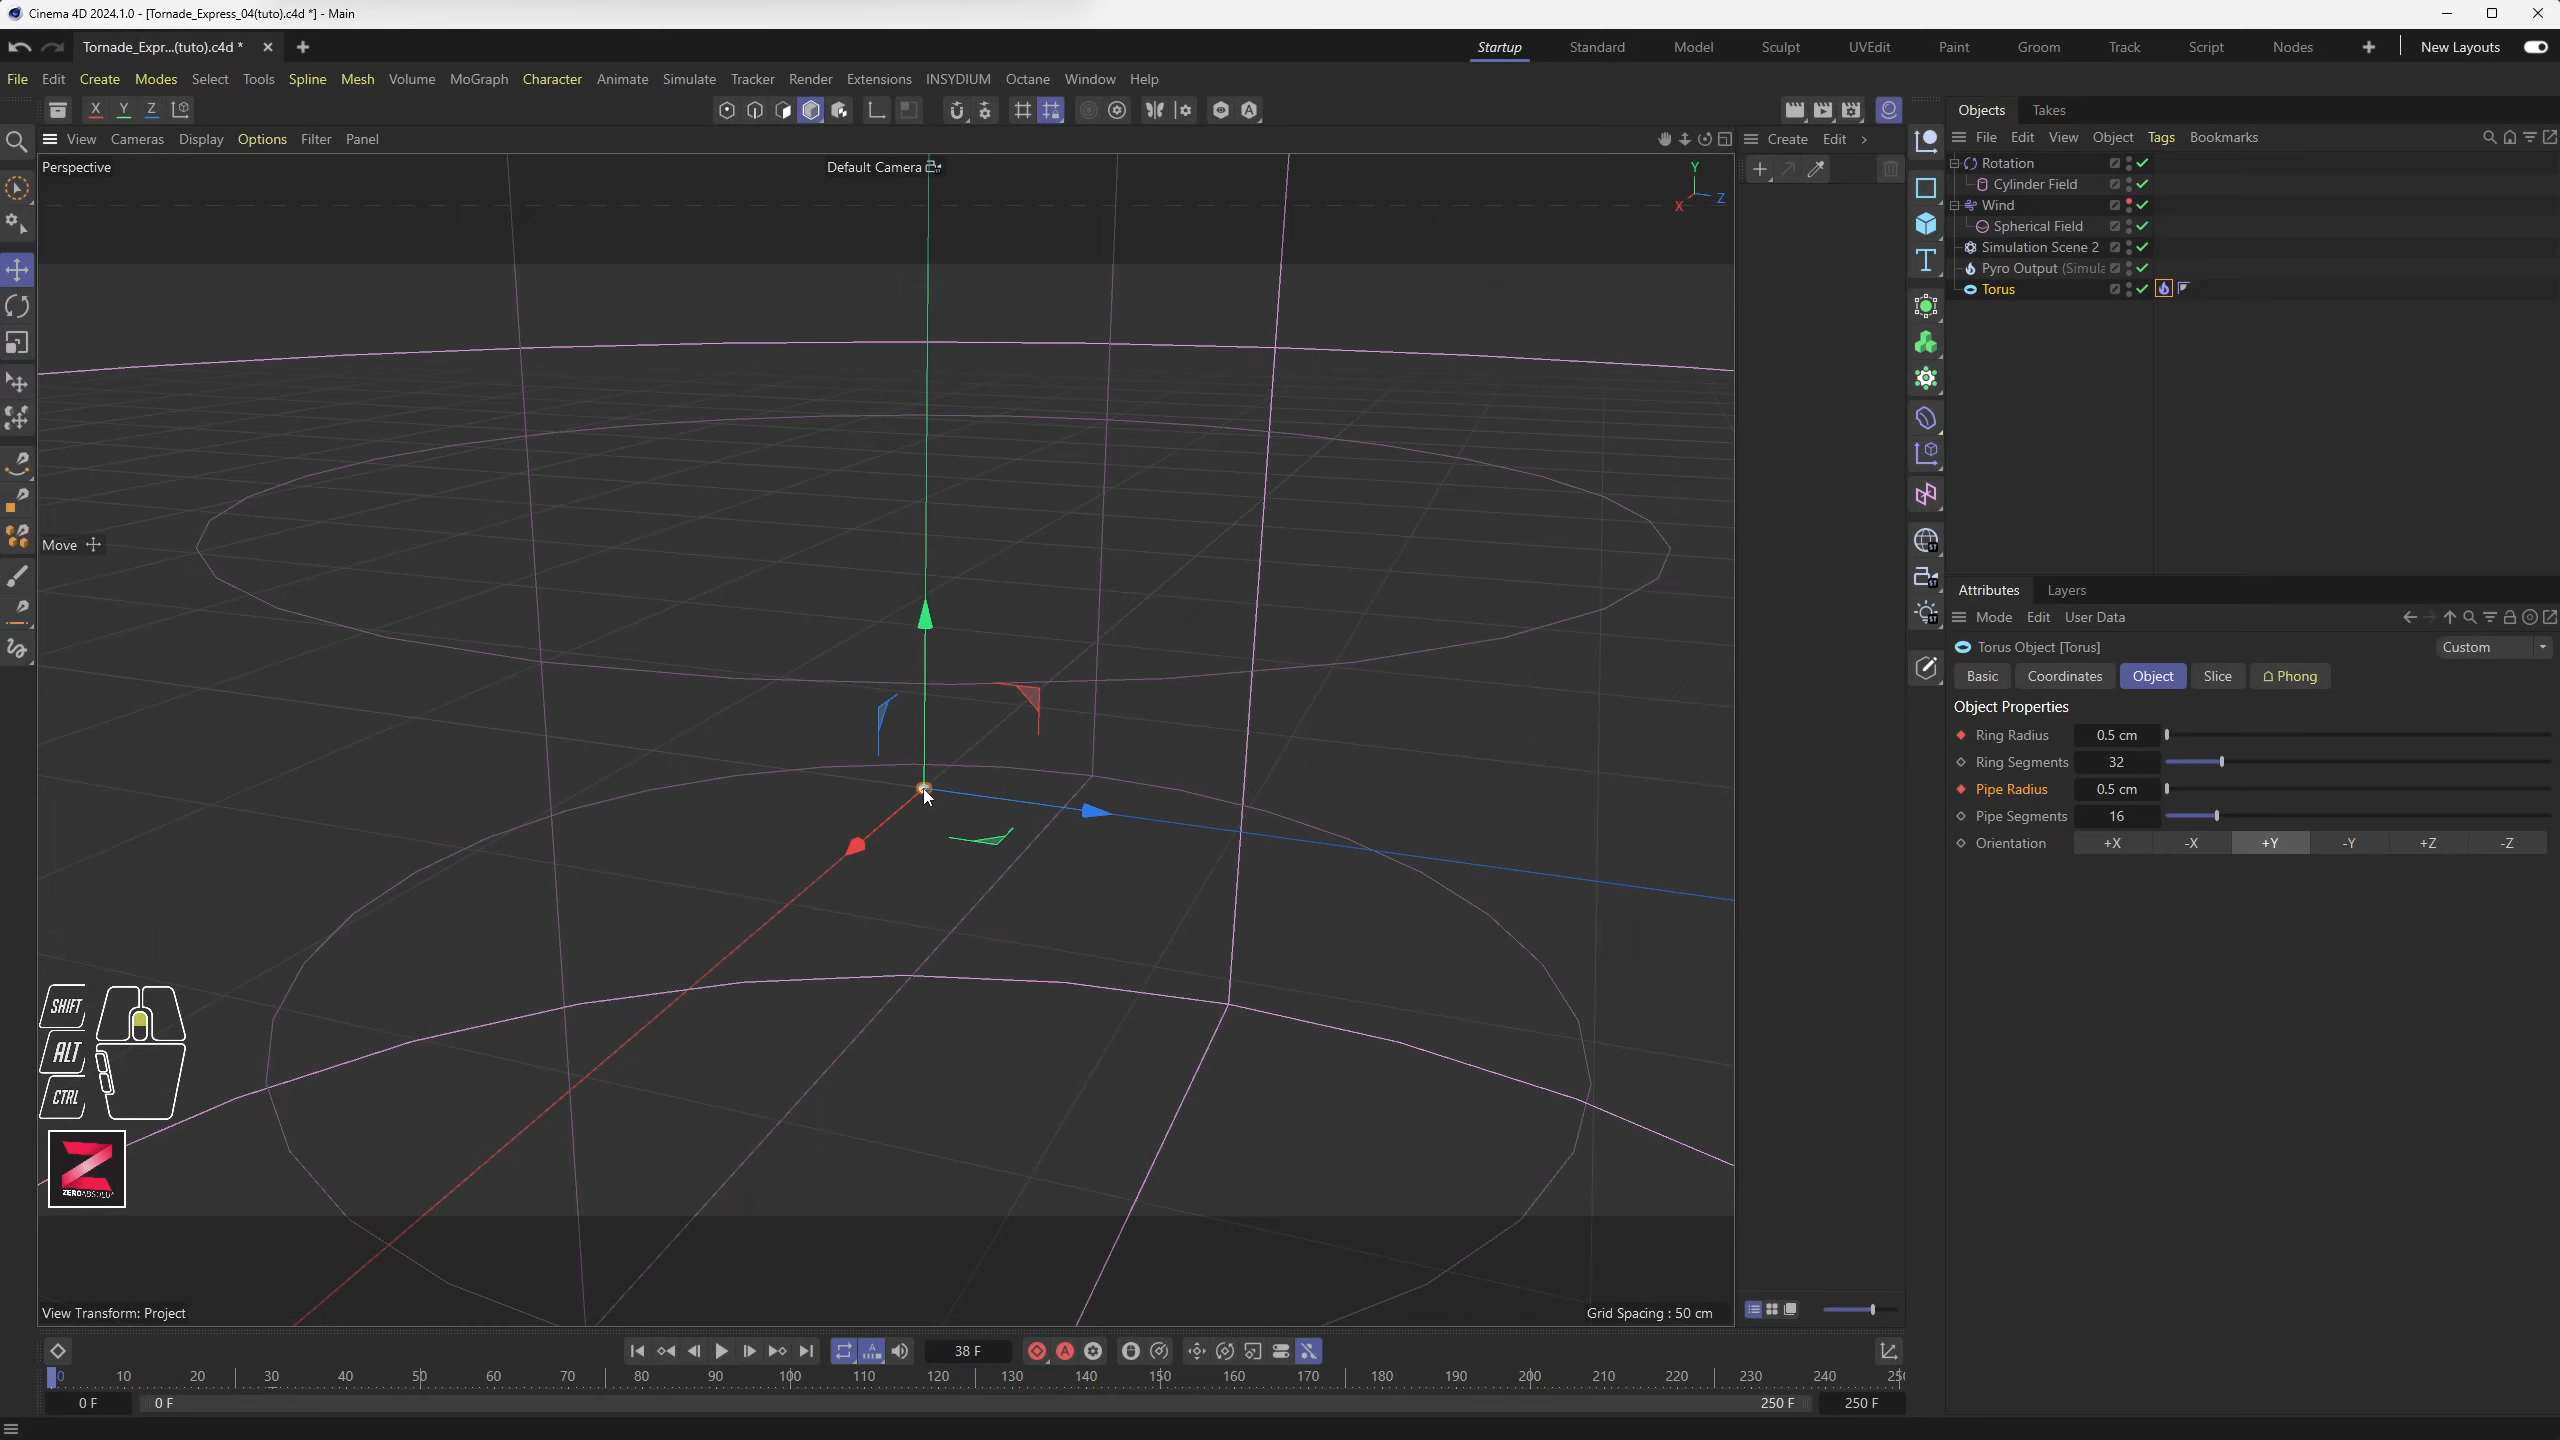 Cinema 4D 2024.1.0 - [Tornade_Express_04(tuto).c4d *] - Main
Tornade_Expr...(tuto).c4d *
Startup
Standard
Model
Sculpt
UVEdit
Paint
Groom
Track
Script
Nodes
New Layouts
File Edit Create Modes Select Tools Spline Mesh Volume MoGraph Character Animate Simulate Tracker Render Extensions INSYDIUM Octane Window Help
X Y Z
View Cameras Display Options Filter Panel
Create Edit
Perspective
Default Camera
Y
Z
X
Move
SHIFT
ALT
CTRL
ZEROABSOLU
View Transform: Project
Grid Spacing : 50 cm
Objects Takes
File Edit View Object Tags Bookmarks
Rotation
Cylinder Field
Wind
Spherical Field
Simulation Scene 2
Pyro Output (Simula
Torus
Attributes Layers
Mode Edit User Data
Torus Object [Torus]
Custom
Basic Coordinates Object Slice Phong
Object Properties
Ring Radius 0.5 cm
Ring Segments 32
Pipe Radius 0.5 cm
Pipe Segments 16
Orientation +X -X +Y -Y +Z -Z
38 F
0 10 20 30 40 50 60 70 80 90 100 110 120 130 140 150 160 170 180 190 200 210 220 230 240 25
0 F 0 F 250 F 250 F